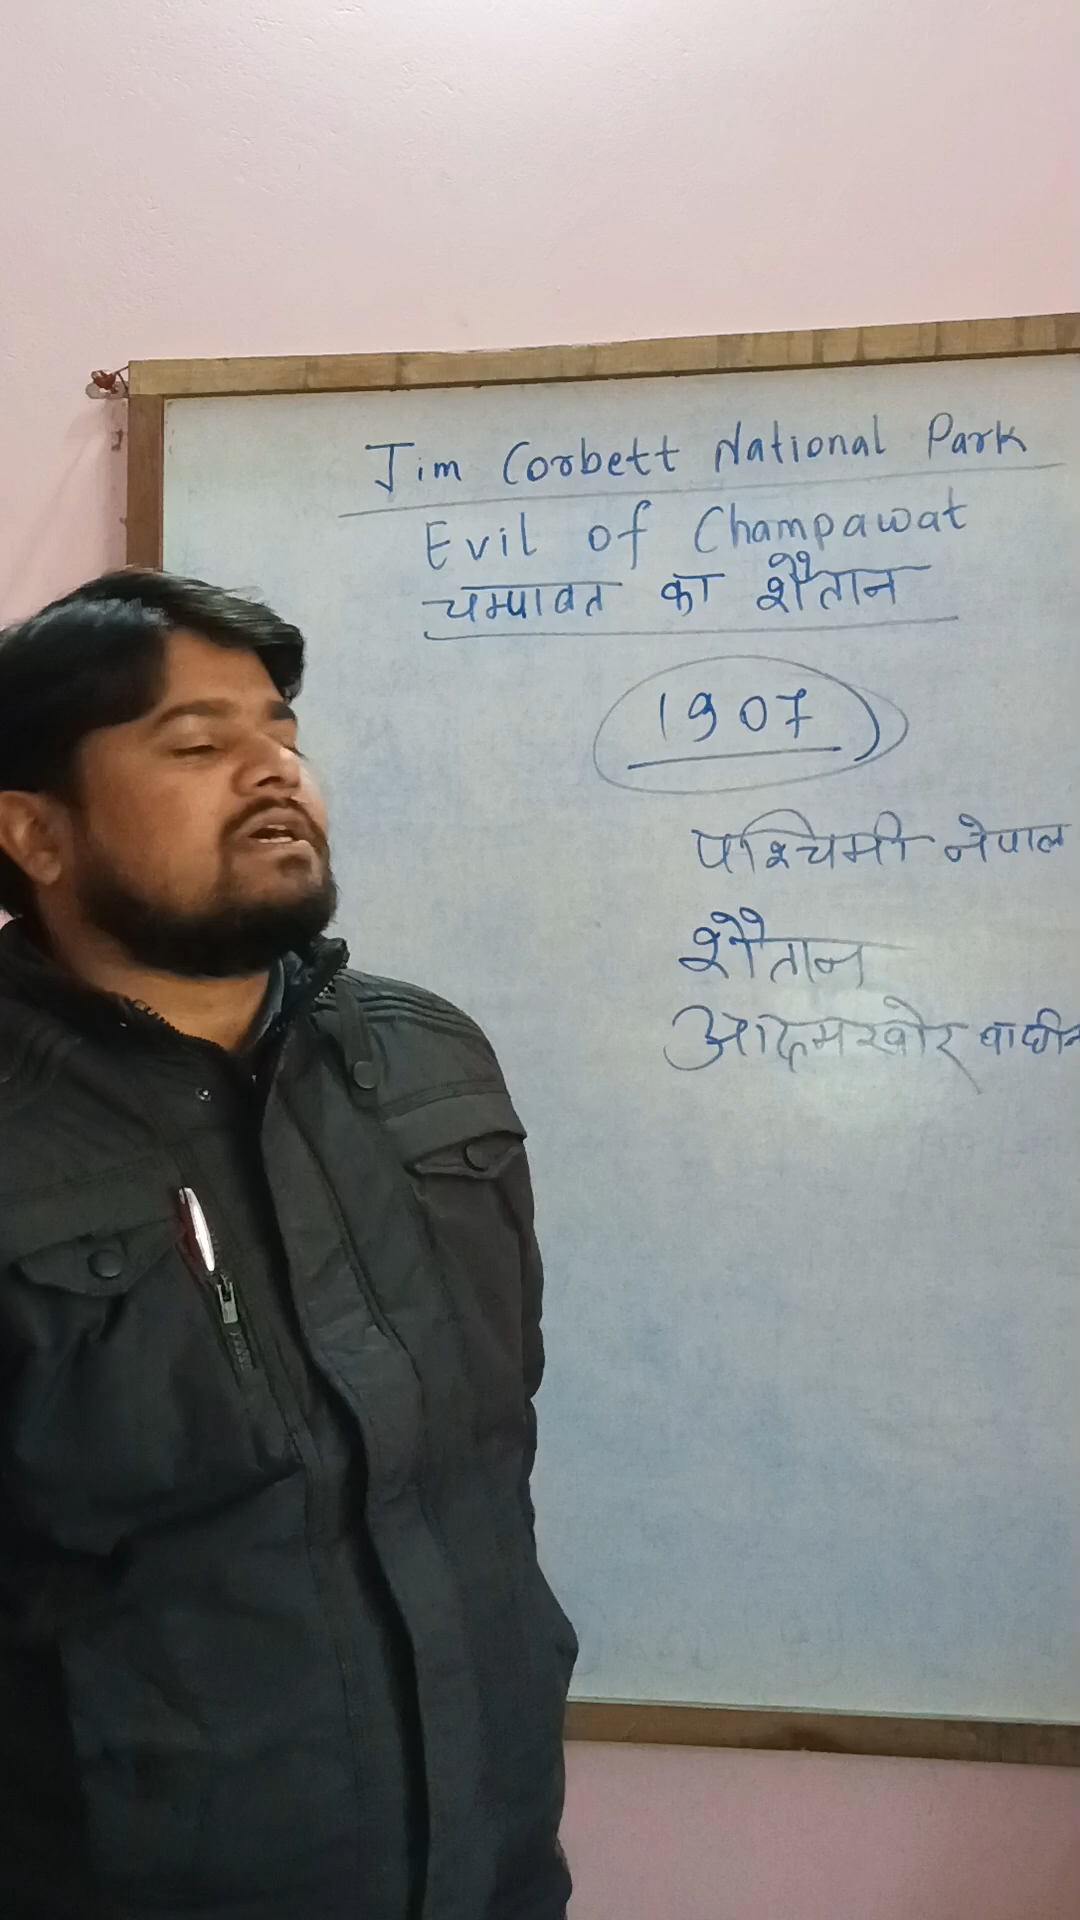 Jim Corbett National Park
Evil of Champawat
चम्पावत का शैतान
1907
पश्चिमी नेपाल
शैतान
आदमखोर